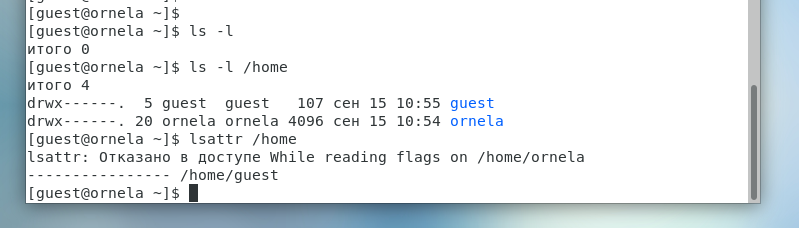 [guest@ornela ~]$
[guest@ornela ~]$ ls -l
итого 0
[guest@ornela ~]$ ls -l /home
итого 4
drwx------.  5 guest  guest   107 сен 15 10:55 guest
drwx------. 20 ornela ornela 4096 сен 15 10:54 ornela
[guest@ornela ~]$ lsattr /home
lsattr: Отказано в доступе While reading flags on /home/ornela
---------------- /home/guest
[guest@ornela ~]$